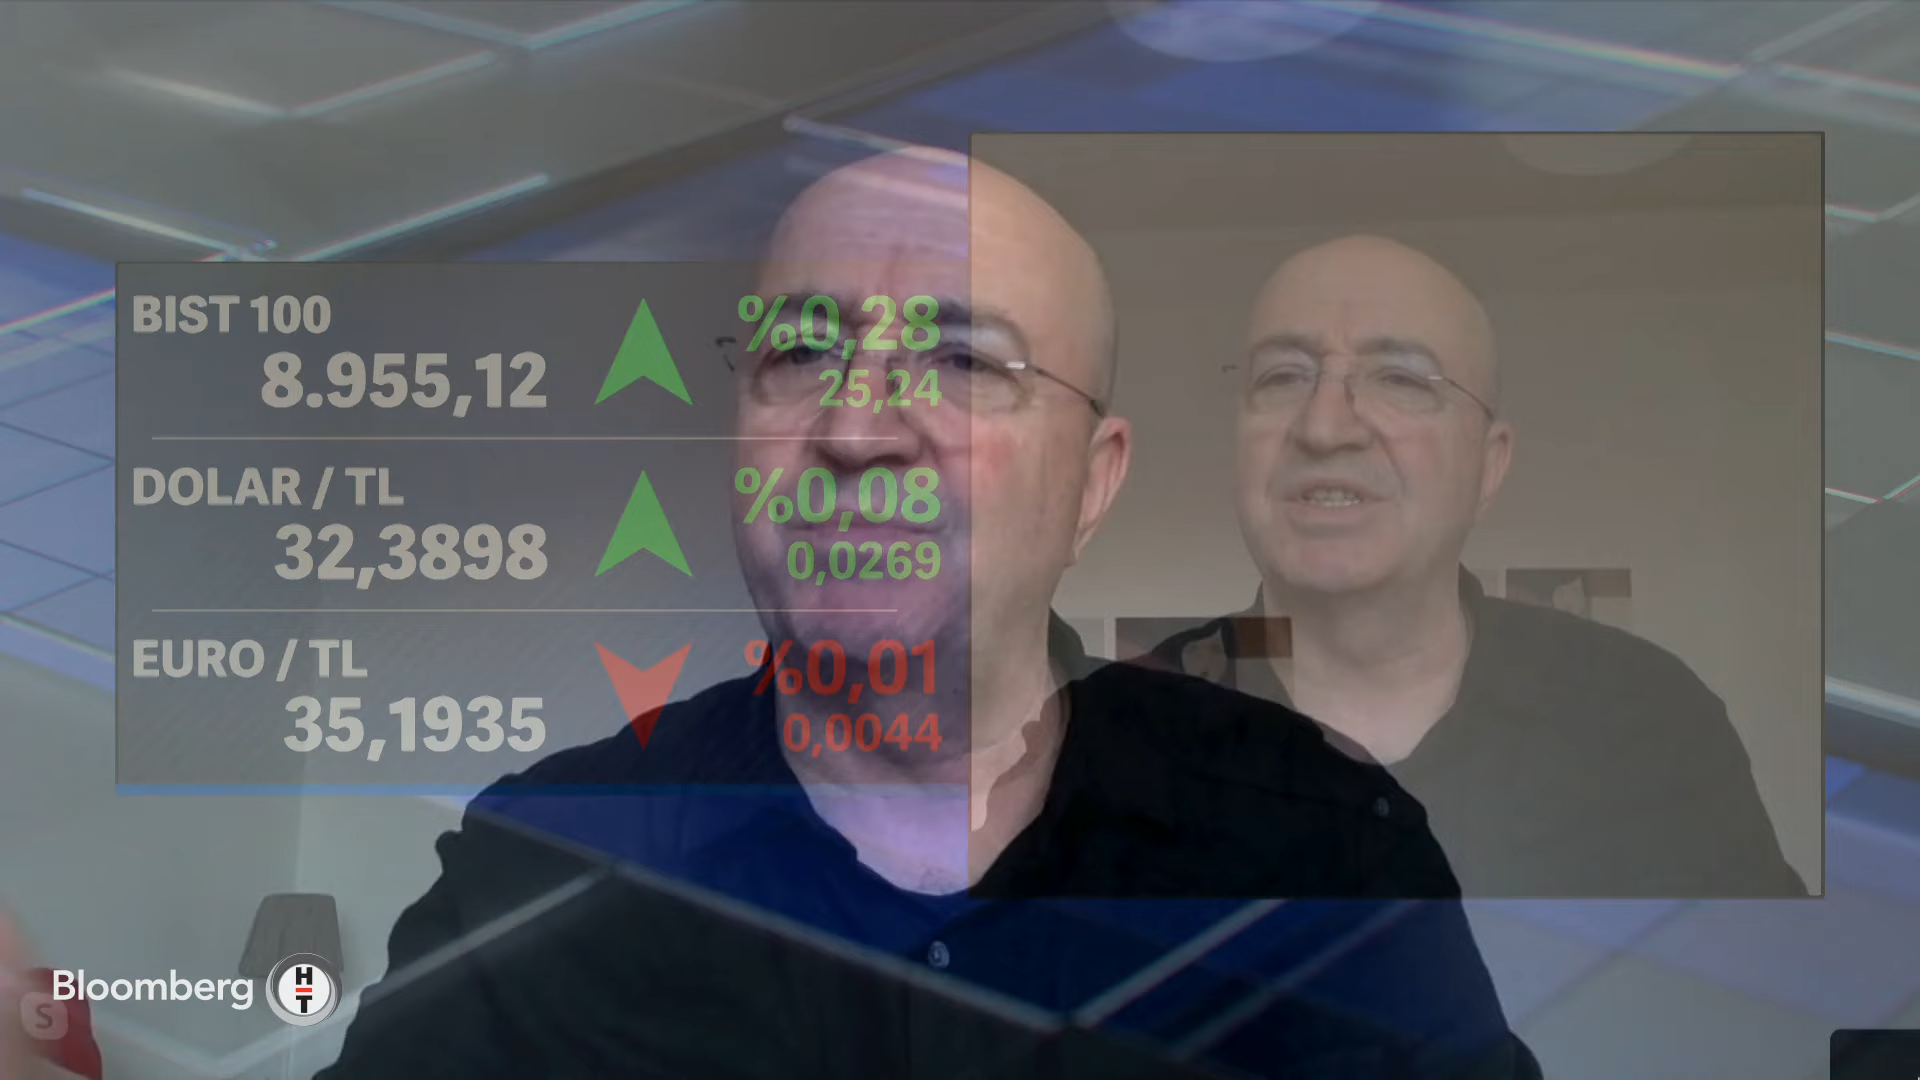 BIST 100
8.955,12
%0,28
25,24
DOLAR / TL
32,3898
%0,08
0,0269
EURO / TL
35,1935
%0,01
0,0044
Bloomberg HT
S